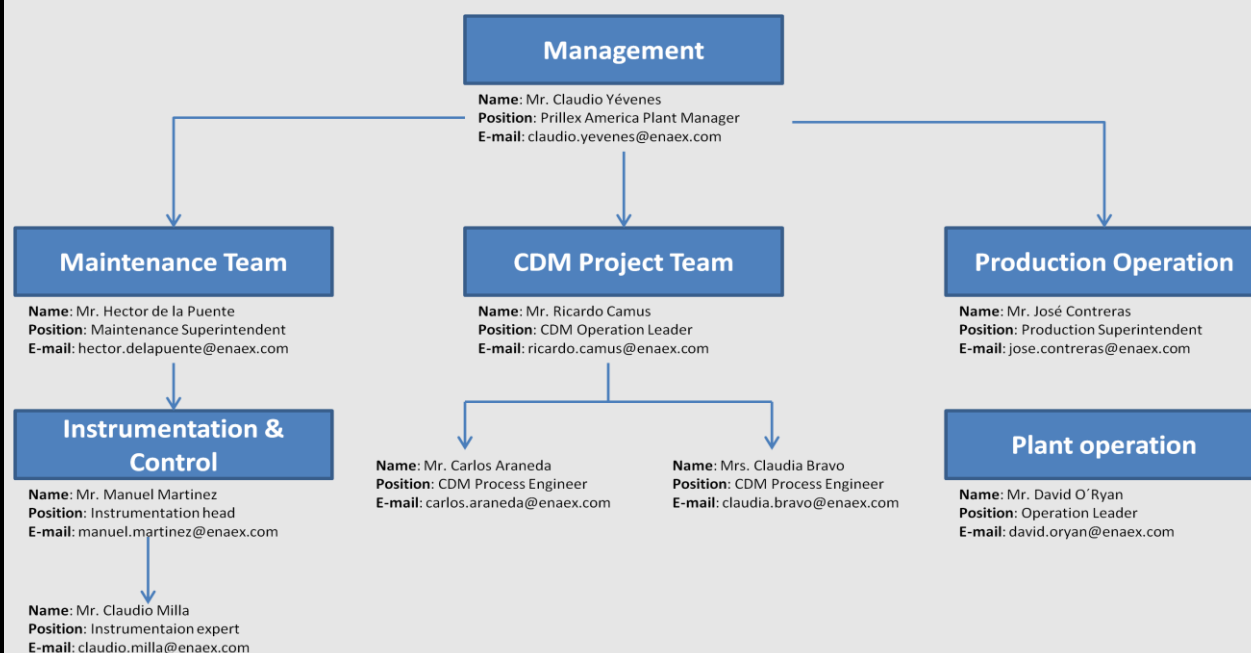 Management
Name: Mr. Claudio Yévenes
Position: Prillex America Plant Manager
E-mail: claudio.yevenes@enaex.com
Maintenance Team
Name: Mr. Hector de la Puente
Position: Maintenance Superintendent
E-mail: hector.delapuente@enaex.com
CDM Project Team
Name: Mr. Ricardo Camus
Position: CDM Operation Leader
E-mail: ricardo.camus@enaex.com
Production Operation
Name: Mr. José Contreras
Position: Production Superintendent
E-mail: jose.contreras@enaex.com
Instrumentation &
Control
Name: Mr. Manuel Martinez
Position: Instrumentation head
E-mail: manuel.martinez@enaex.com
Name: Mr. Carlos Araneda
Position: CDM Process Engineer
E-mail: carlos.araneda@enaex.com
Name: Mrs. Claudia Bravo
Position: CDM Process Engineer
E-mail: claudia.bravo@enaex.com
Plant operation
Name: Mr. David O´Ryan
Position: Operation Leader
E-mail: david.oryan@enaex.com
Name: Mr. Claudio Milla
Position: Instrumentaion expert
E-mail: claudio.milla@enaex.com